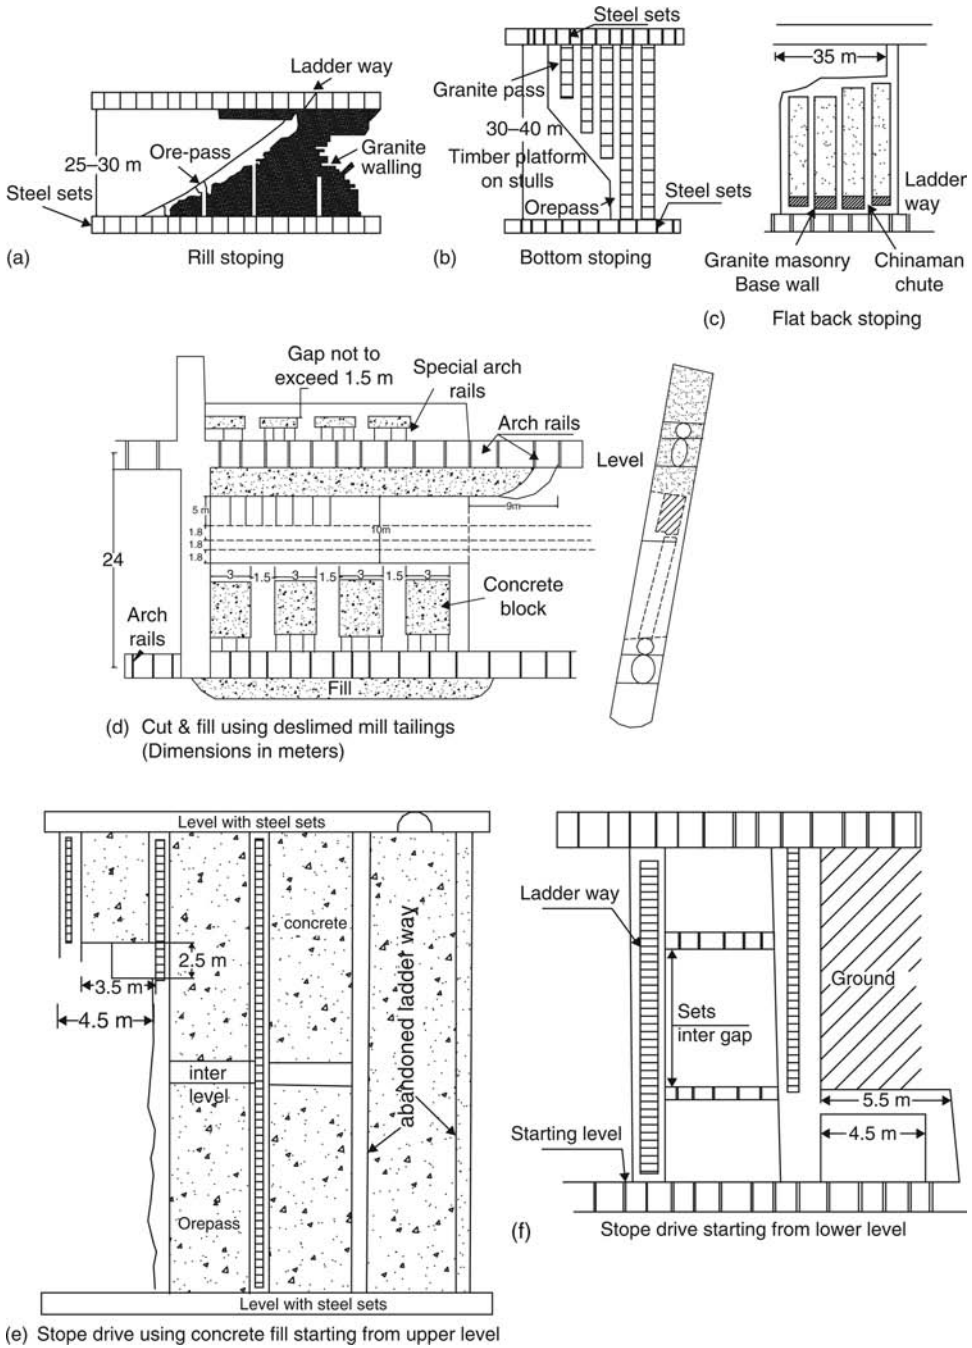 Ladder way
Ore-pass
Granite
walling
25–30 m
Steel sets
(a)
Rill stoping
Steel sets
Granite pass
30–40 m
Timber platform
on stulls
Steel sets
Orepass
(b)
Bottom stoping
35 m
Ladder
way
Granite masonry
Base wall
Chinaman
chute
(c)
Flat back stoping
Gap not to
exceed 1.5 m
Special arch
rails
Arch rails
Level
5 m
9m
10m
1.8
1.8
1.8
24
3
1.5
3
1.5
3
1.5
3
Concrete
block
Arch
rails
Fill
(d) Cut & fill using deslimed mill tailings
(Dimensions in meters)
Level with steel sets
concrete
abandoned ladder way
2.5 m
3.5 m
4.5 m
inter
level
Orepass
Level with steel sets
(e) Stope drive using concrete fill starting from upper level
Ladder way
Ground
Sets
inter gap
5.5 m
4.5 m
Starting level
(f)
Stope drive starting from lower level